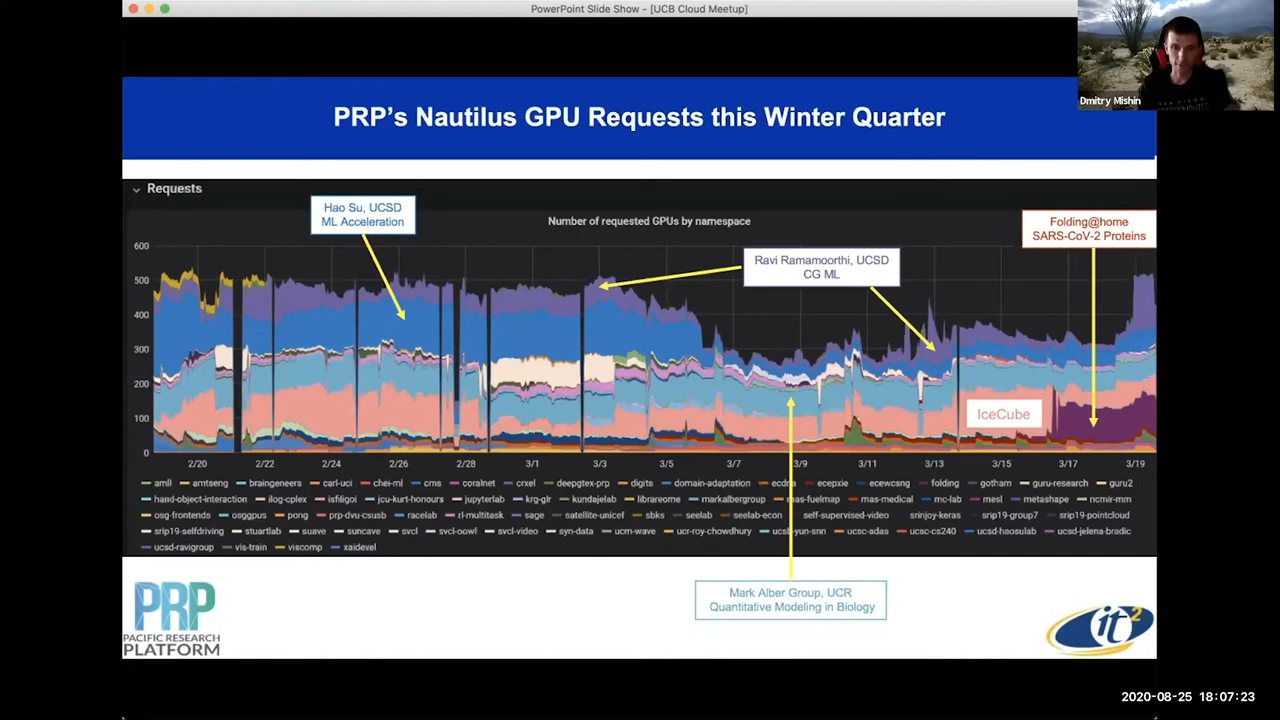 PowerPoint Slide Show - [UCB Cloud Meetup]
Dmitry Mishin
PRP's Nautilus GPU Requests this Winter Quarter
Requests
Hao Su, UCSD
ML Acceleration
Number of requested GPUs by namespace
Folding@home
SARS-CoV-2 Proteins
Ravi Ramamoorthi, UCSD
CG ML
600
500
400
300
200
100
0
IceCube
2/20 2/22 2/24 2/26 2/28 3/1 3/3 3/5 3/7 3/9 3/11 3/13 3/15 3/17 3/19
amll amtseng braingeneers carl-uci chei-ml cms coralnet crxel deepgtex-prp digits domain-adaptation ecepxie ecewcsng folding gotham guru-research guru2
hand-object-interaction ilog-cplex isfiligoi jcu-kurt-honours jupyterlab krg-glr kundajelab librareome markalbergroup mas-fuelmap mas-medical mc-lab mesl metashape ncmir-mm
osg-frontends osggpus pong prp-dvu-csusb racelab rl-multitask sage satellite-unicef sbks seelab seelab-econ self-supervised-video srinjoy-keras srip19-group7 srip19-pointcloud
srip19-selfdriving stuartlab suave suncave svcl svcl-oowl svcl-video syn-data ucm-wave ucr-roy-chowdhury ucsc-adas ucsc-cs240 ucsd-haosulab ucsd-jelena-bradic
ucsd-ravigroup vis-train viscomp xaidevel
Mark Alber Group, UCR
Quantitative Modeling in Biology
PRP
PACIFIC RESEARCH
PLATFORM
it2
2020-08-25 18:07:23